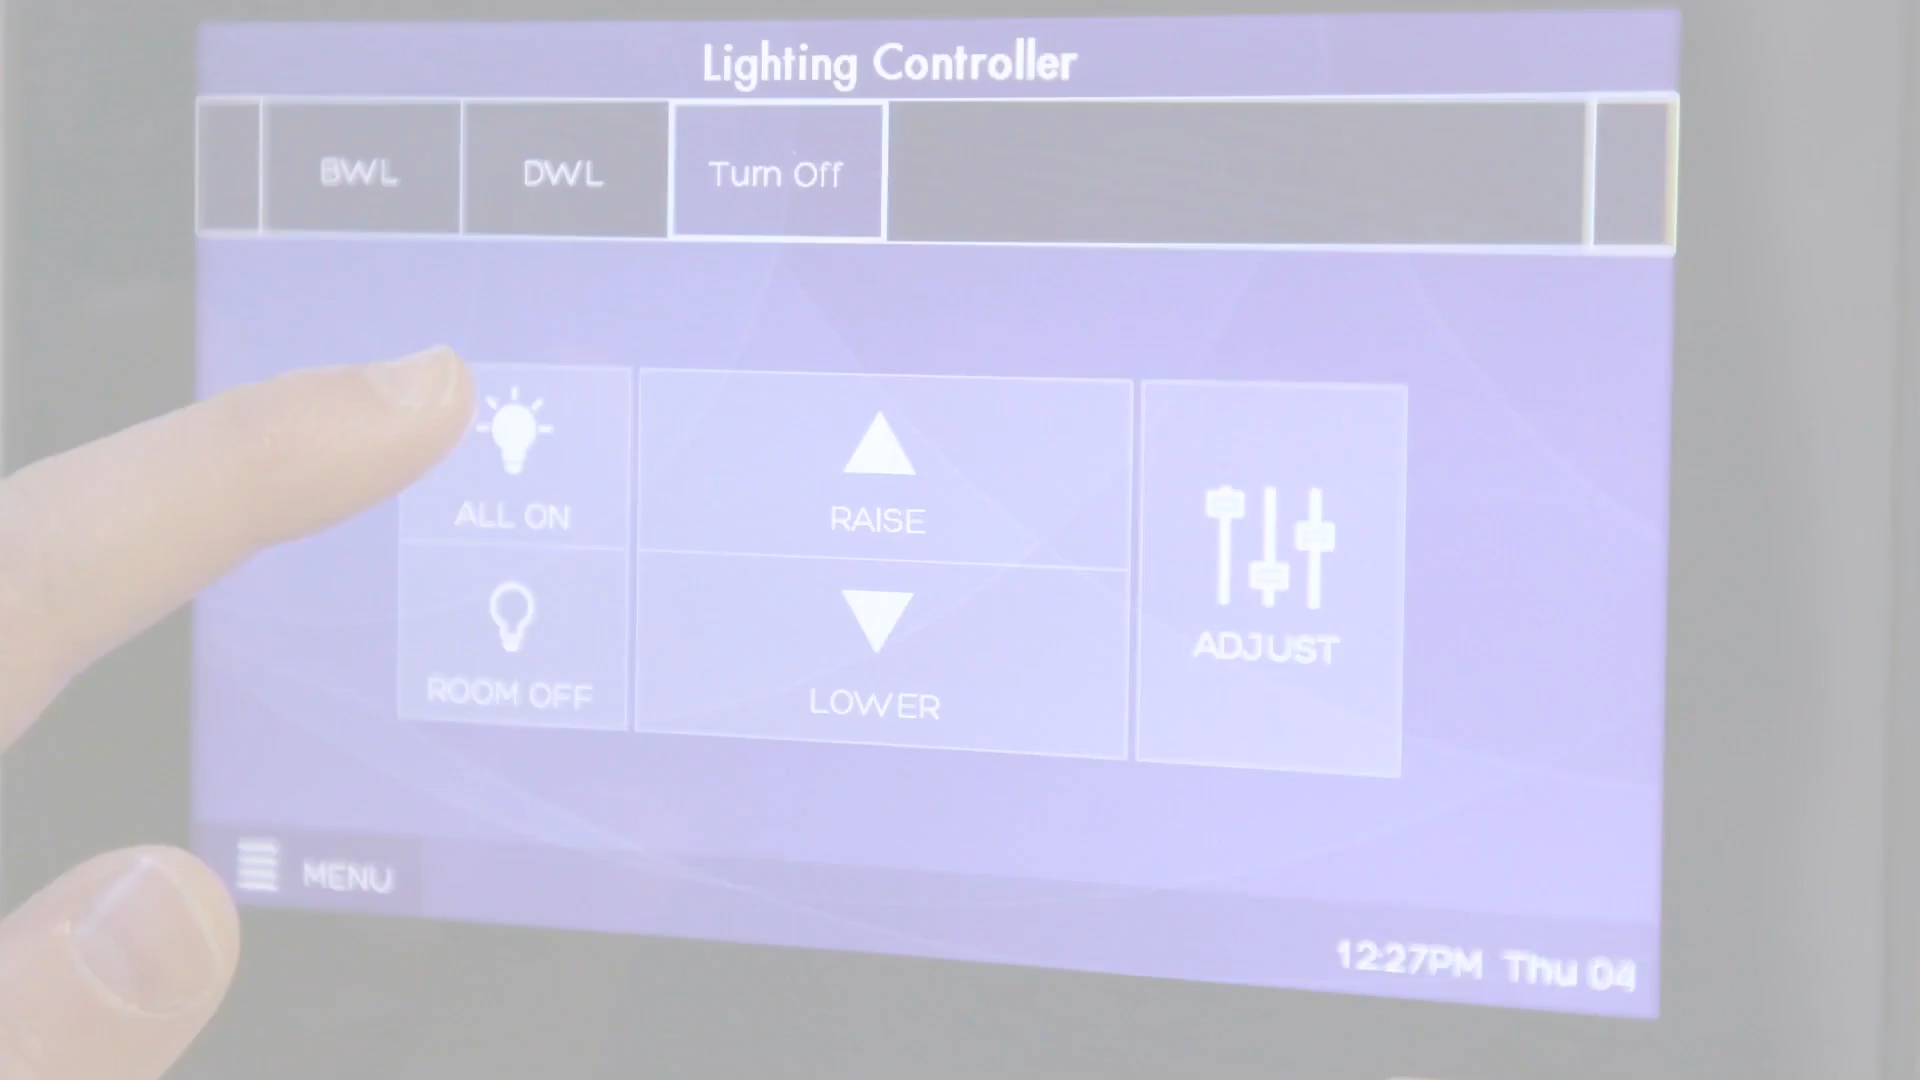 Lighting Controller
BWL
DWL
Turn Off
ALL ON
RAISE
ADJUST
ROOM OFF
LOWER
MENU
12:27PM Thu 04